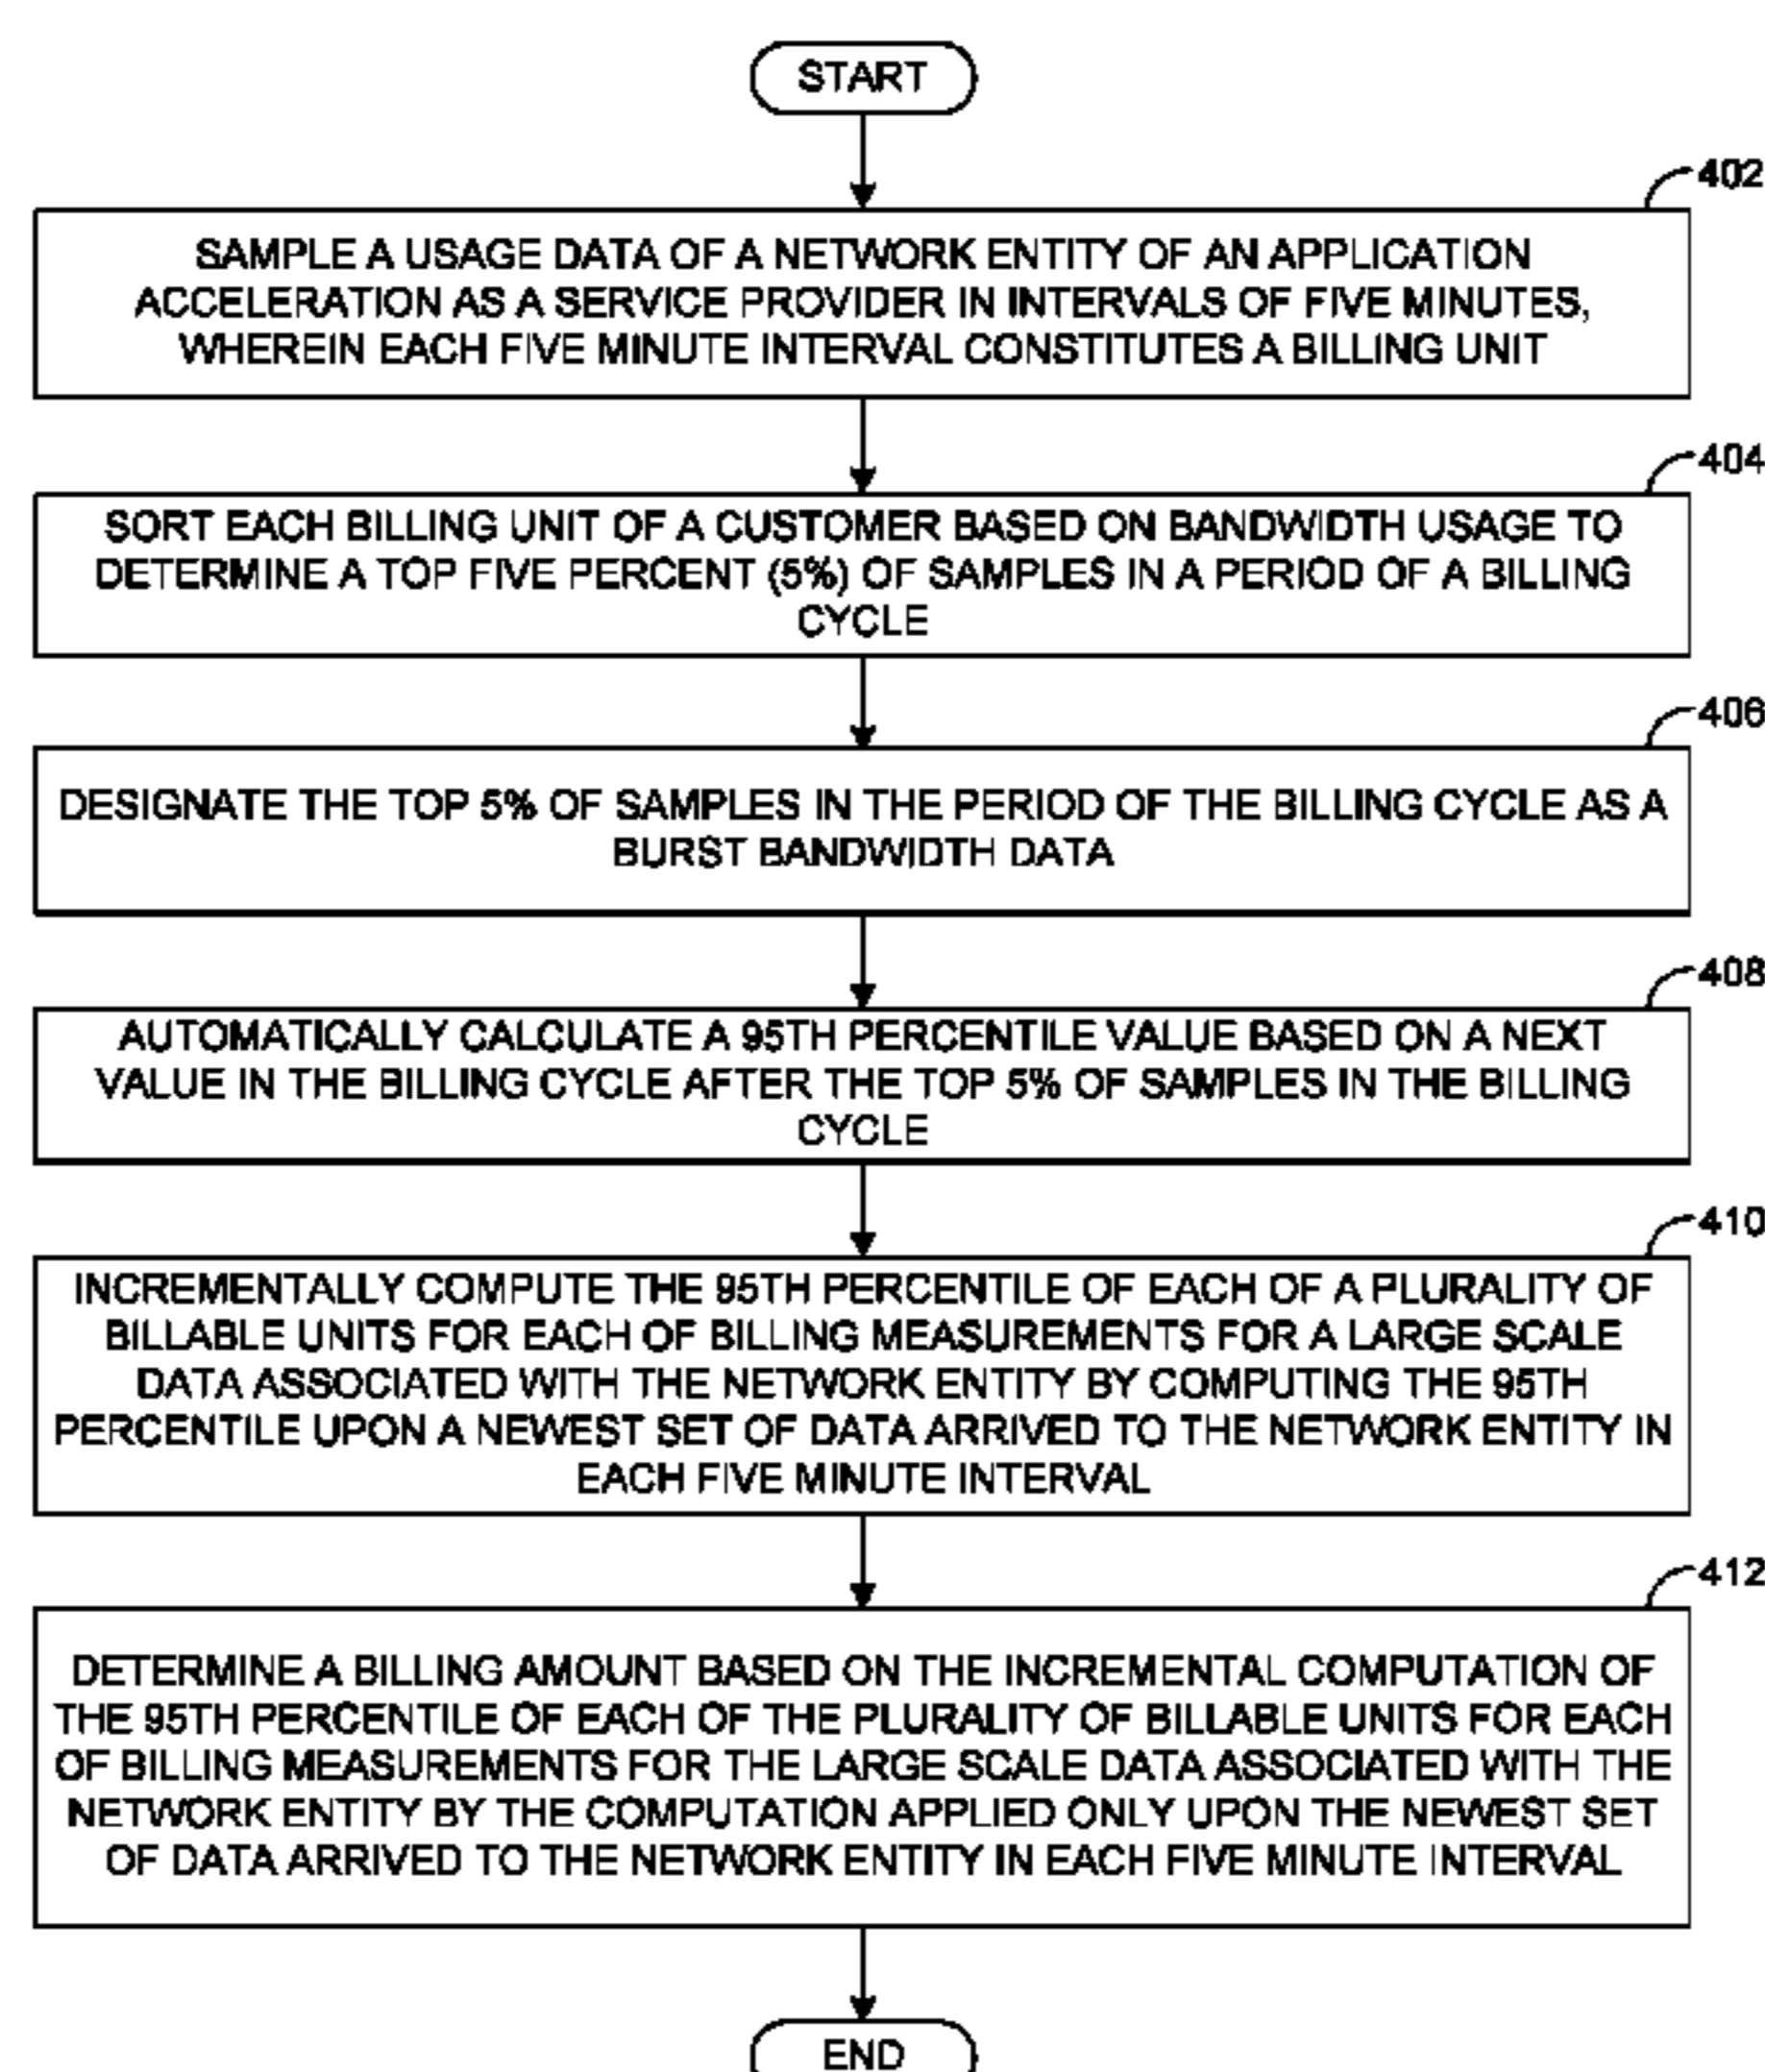 START
402
SAMPLE A USAGE DATA OF A NETWORK ENTITY OF AN APPLICATION
ACCELERATION AS A SERVICE PROVIDER IN INTERVALS OF FIVE MINUTES,
WHEREIN EACH FIVE MINUTE INTERVAL CONSTITUTES A BILLING UNIT
404
SORT EACH BILLING UNIT OF A CUSTOMER BASED ON BANDWIDTH USAGE TO
DETERMINE A TOP FIVE PERCENT (5%) OF SAMPLES IN A PERIOD OF A BILLING
CYCLE
406
DESIGNATE THE TOP 5% OF SAMPLES IN THE PERIOD OF THE BILLING CYCLE AS A
BURST BANDWIDTH DATA
408
AUTOMATICALLY CALCULATE A 95TH PERCENTILE VALUE BASED ON A NEXT
VALUE IN THE BILLING CYCLE AFTER THE TOP 5% OF SAMPLES IN THE BILLING
CYCLE
410
INCREMENTALLY COMPUTE THE 95TH PERCENTILE OF EACH OF A PLURALITY OF
BILLABLE UNITS FOR EACH OF BILLING MEASUREMENTS FOR A LARGE SCALE
DATA ASSOCIATED WITH THE NETWORK ENTITY BY COMPUTING THE 95TH
PERCENTILE UPON A NEWEST SET OF DATA ARRIVED TO THE NETWORK ENTITY IN
EACH FIVE MINUTE INTERVAL
412
DETERMINE A BILLING AMOUNT BASED ON THE INCREMENTAL COMPUTATION OF
THE 95TH PERCENTILE OF EACH OF THE PLURALITY OF BILLABLE UNITS FOR EACH
OF BILLING MEASUREMENTS FOR THE LARGE SCALE DATA ASSOCIATED WITH THE
NETWORK ENTITY BY THE COMPUTATION APPLIED ONLY UPON THE NEWEST SET
OF DATA ARRIVED TO THE NETWORK ENTITY IN EACH FIVE MINUTE INTERVAL
END